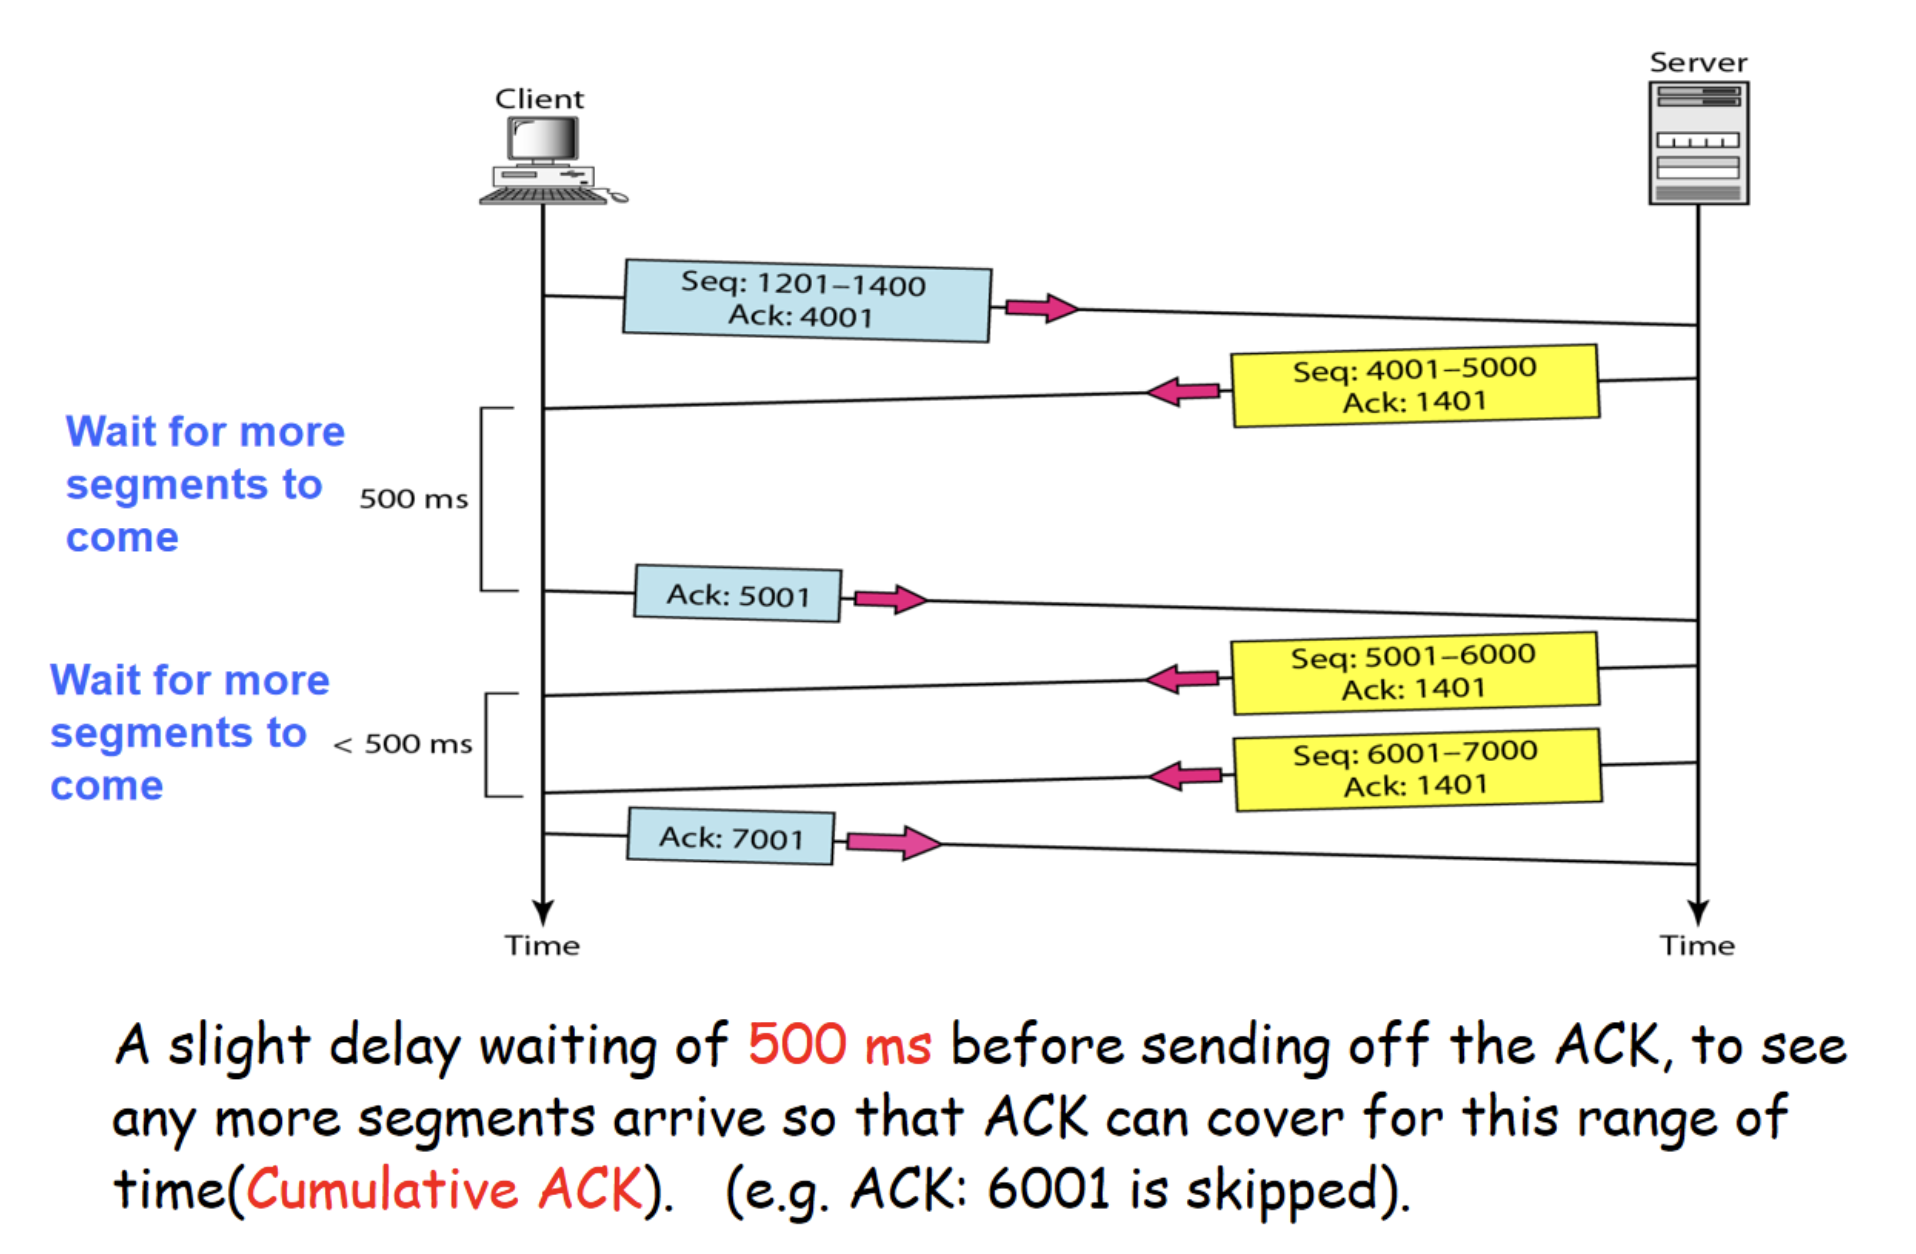 Server
Client
Seq: 1201–1400
Ack: 4001
Seq: 4001–5000
Ack: 1401
Wait for more
segments to
come
500 ms
Ack: 5001
Seq: 5001–6000
Ack: 1401
Wait for more
segments to
come
< 500 ms
Seq: 6001–7000
Ack: 1401
Ack: 7001
Time
Time
A slight delay waiting of 500 ms before sending off the ACK, to see
any more segments arrive so that ACK can cover for this range of
time(Cumulative ACK). (e.g. ACK: 6001 is skipped).